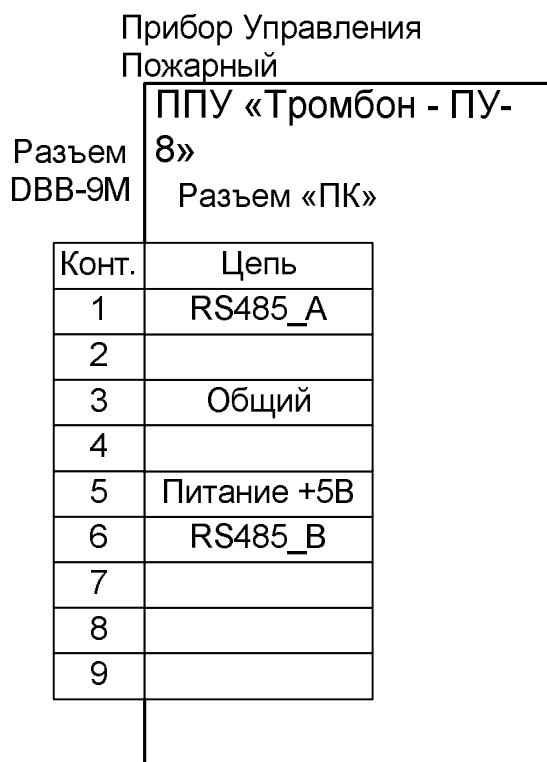 Прибор Управления
Пожарный
ППУ «Тромбон - ПУ-
8»
Разъем
DBB-9M
Разъем «ПК»
Конт. Цепь
1 RS485_A
2
3 Общий
4
5 Питание +5В
6 RS485_B
7
8
9